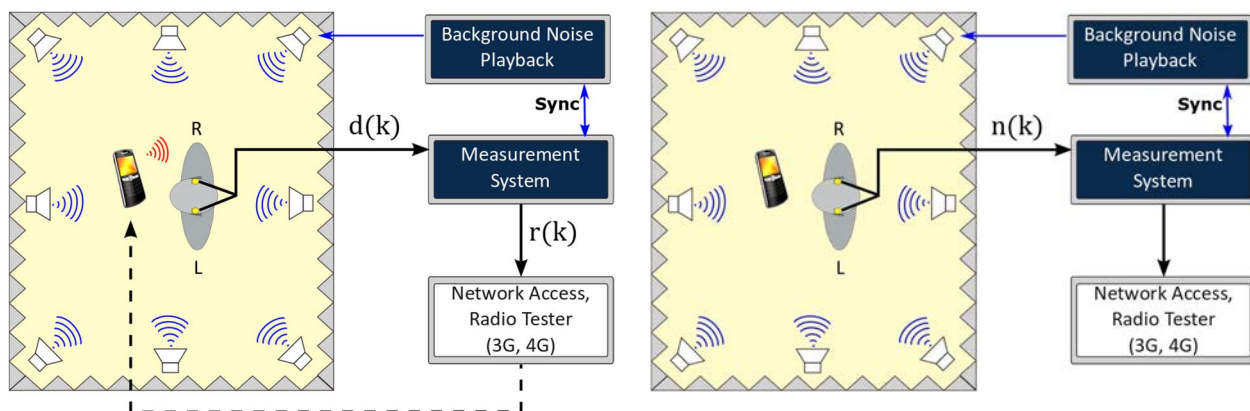 Background Noise
Playback
Sync
d(k)
R
Measurement
System
r(k)
L
Network Access,
Radio Tester
(3G, 4G)
Background Noise
Playback
Sync
n(k)
R
Measurement
System
L
Network Access,
Radio Tester
(3G, 4G)